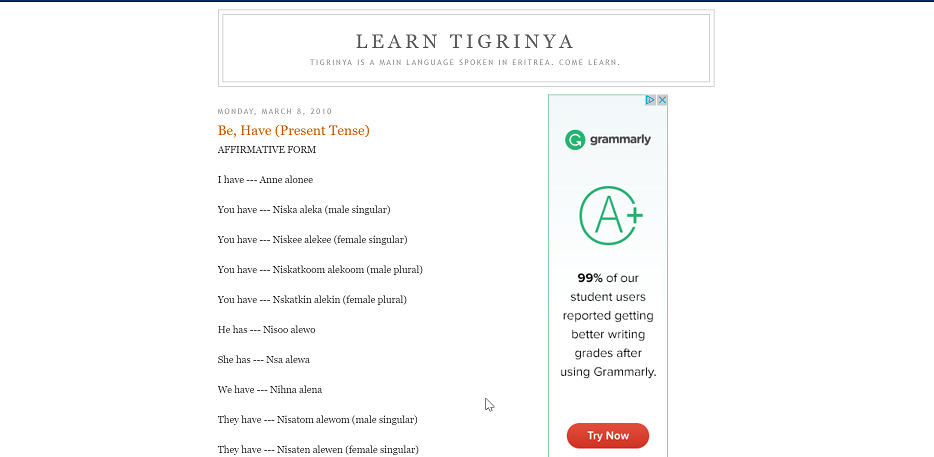 LEARN TIGRINYA
TIGRINYA IS A MAIN LANGUAGE SPOKEN IN ERITREA. COME LEARN.
MONDAY, MARCH 8, 2010
Be, Have (Present Tense)
AFFIRMATIVE FORM
I have --- Anne alonee
You have --- Niska aleka (male singular)
You have --- Niskee alekee (female singular)
You have --- Niskatkoom alekoom (male plural)
You have --- Nskatkin alekin (female plural)
He has --- Nisoo alewo
She has --- Nsa alewa
We have --- Nihna alena
They have --- Nisatom alewom (male singular)
They have --- Nisaten alewen (female singular)
grammarly
A+
99% of our
student users
reported getting
better writing
grades after
using Grammarly.
Try Now